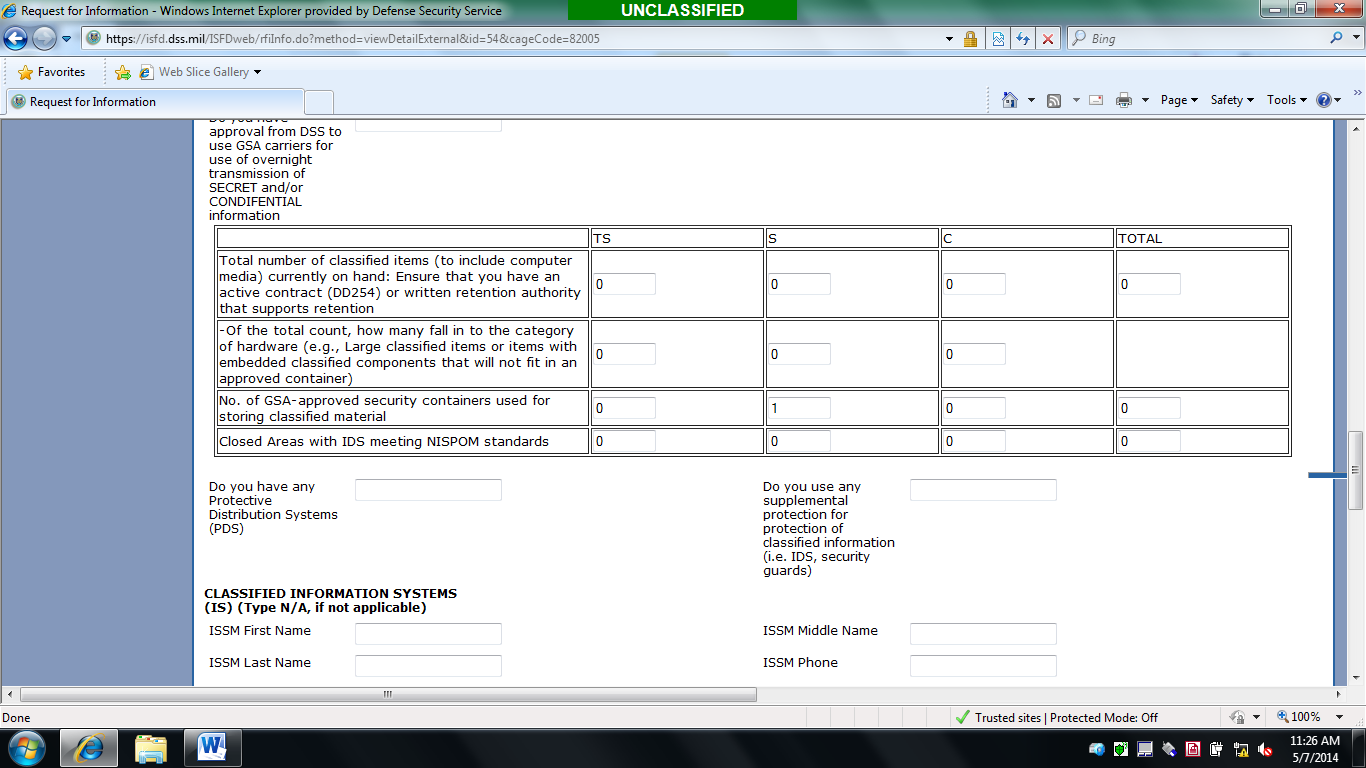 Request for Information - Windows Internet Explorer provided by Defense Security Service
UNCLASSIFIED
https://isfd.dss.mil/ISFDweb/rfiInfo.do?method=viewDetailExternal&id=54&cageCode=82005
Bing
Favorites
Web Slice Gallery
Request for Information
Page
Safety
Tools
Do you have
approval from DSS to
use GSA carriers for
use of overnight
transmission of
SECRET and/or
CONDIFENTIAL
information
TS S C TOTAL
Total number of classified items (to include computer
media) currently on hand: Ensure that you have an
active contract (DD254) or written retention authority
that supports retention
0 0 0 0
-Of the total count, how many fall in to the category
of hardware (e.g., Large classified items or items with
embedded classified components that will not fit in an
approved container)
0 0 0
No. of GSA-approved security containers used for
storing classified material
0 1 0 0
Closed Areas with IDS meeting NISPOM standards
0 0 0 0
Do you have any
Protective
Distribution Systems
(PDS)
Do you use any
supplemental
protection for
protection of
classified information
(i.e. IDS, security
guards)
CLASSIFIED INFORMATION SYSTEMS
(IS) (Type N/A, if not applicable)
ISSM First Name
ISSM Middle Name
ISSM Last Name
ISSM Phone
Done
Trusted sites | Protected Mode: Off
100%
11:26 AM
5/7/2014